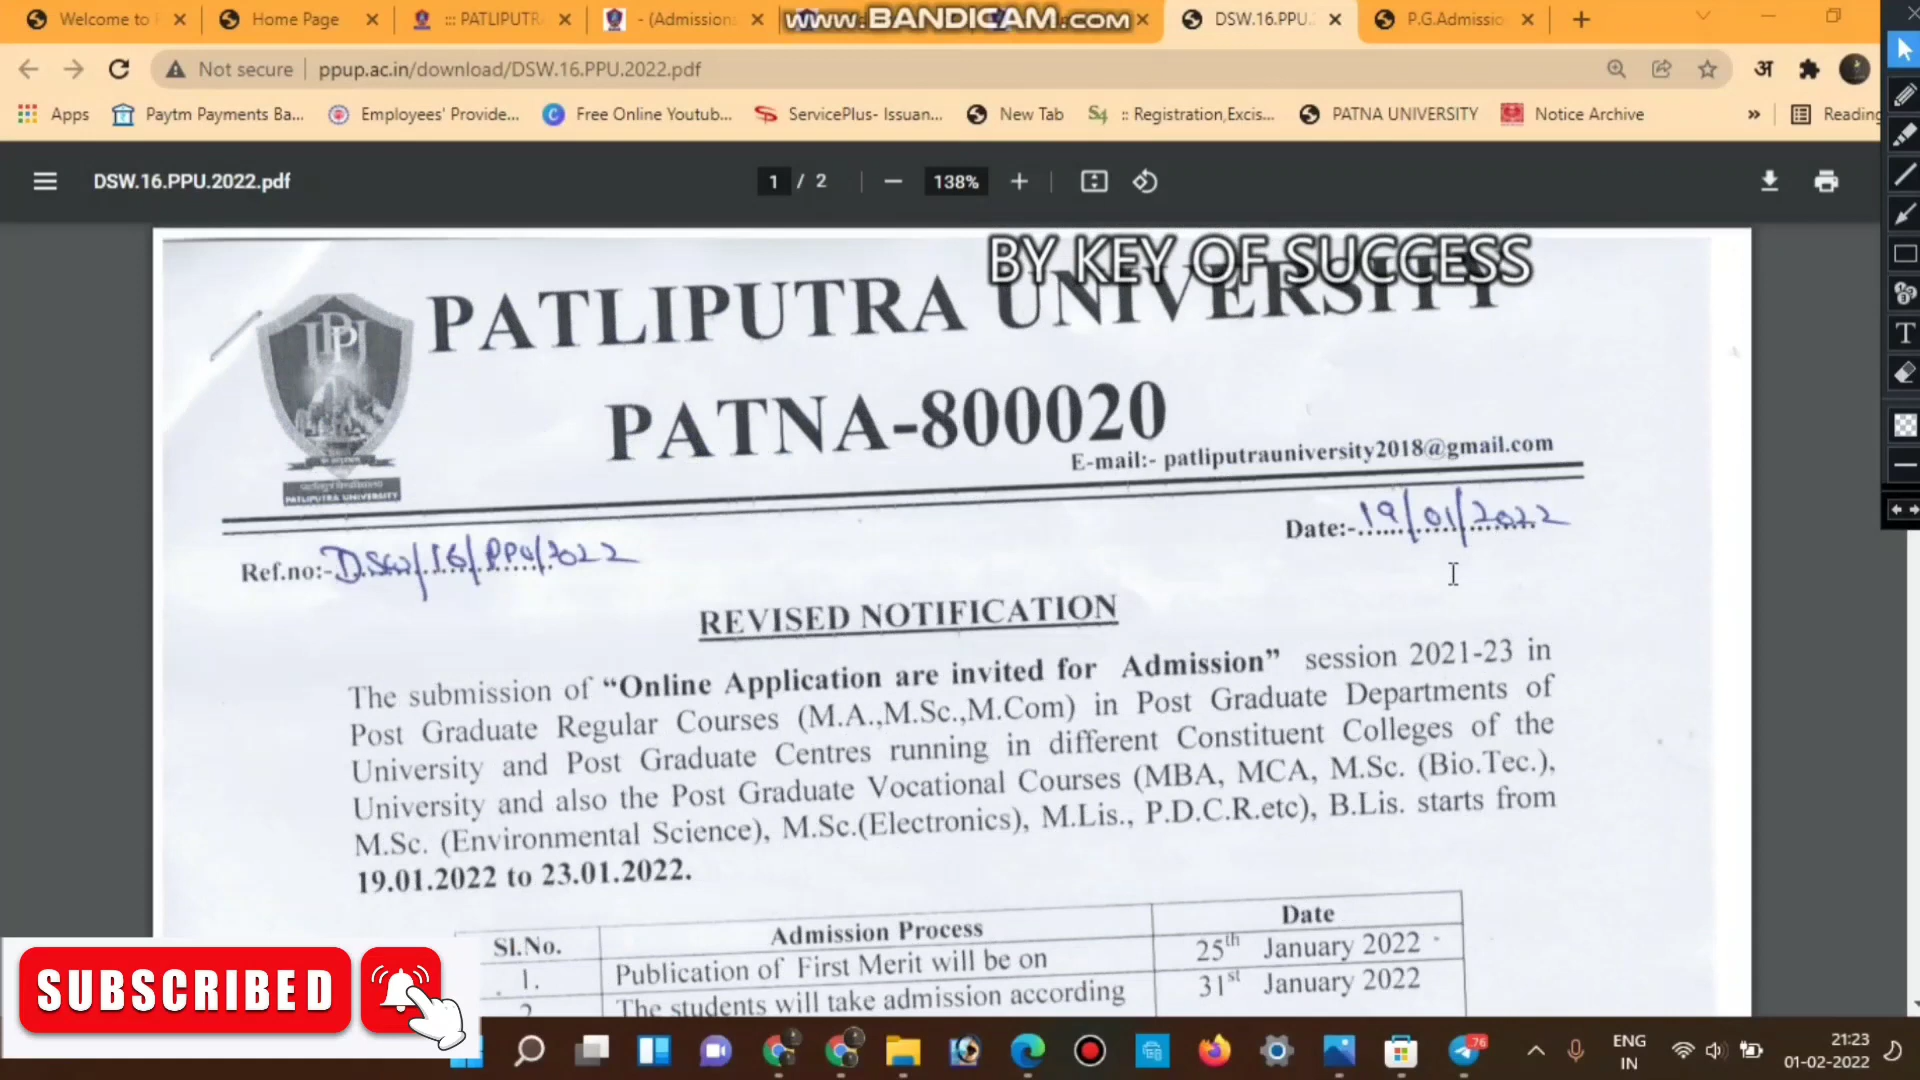 Welcome to
Home Page
::: PATLIPUTR
- (Admission
www.BANDICAM.com
DSW.16.PPU.
P.G.Admissio
Not secure
ppup.ac.in/download/DSW.16.PPU.2022.pdf
अ
Apps
Paytm Payments Ba...
Employees' Provide...
Free Online Youtub...
ServicePlus- Issuan...
New Tab
:: Registration,Excis...
PATNA UNIVERSITY
Notice Archive
»
Reading
DSW.16.PPU.2022.pdf
1 / 2
138%
BY KEY OF SUCCESS
PATLIPUTRA UNIVERSITY
PATNA-800020
E-mail:- patliputrauniversity2018@gmail.com
PATLIPUTRA UNIVERSITY
Date:- 19/01/2022
Ref.no:- DSW/16/PPU/2022
REVISED NOTIFICATION
The submission of “Online Application are invited for Admission” session 2021-23 in
Post Graduate Regular Courses (M.A.,M.Sc.,M.Com) in Post Graduate Departments of
University and Post Graduate Centres running in different Constituent Colleges of the
University and also the Post Graduate Vocational Courses (MBA, MCA, M.Sc. (Bio.Tec.),
M.Sc. (Environmental Science), M.Sc.(Electronics), M.Lis., P.D.C.R.etc), B.Lis. starts from
19.01.2022 to 23.01.2022.
Sl.No. Admission Process Date
1. Publication of First Merit will be on 25th January 2022
2. The students will take admission according 31st January 2022
SUBSCRIBED
76
ENG
IN
21:23
01-02-2022